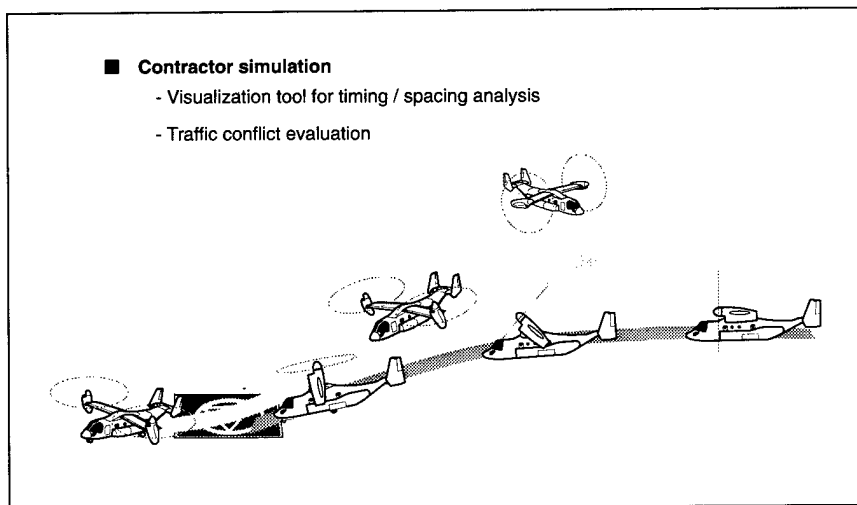 ■ Contractor simulation
- Visualization tool for timing / spacing analysis
- Traffic conflict evaluation